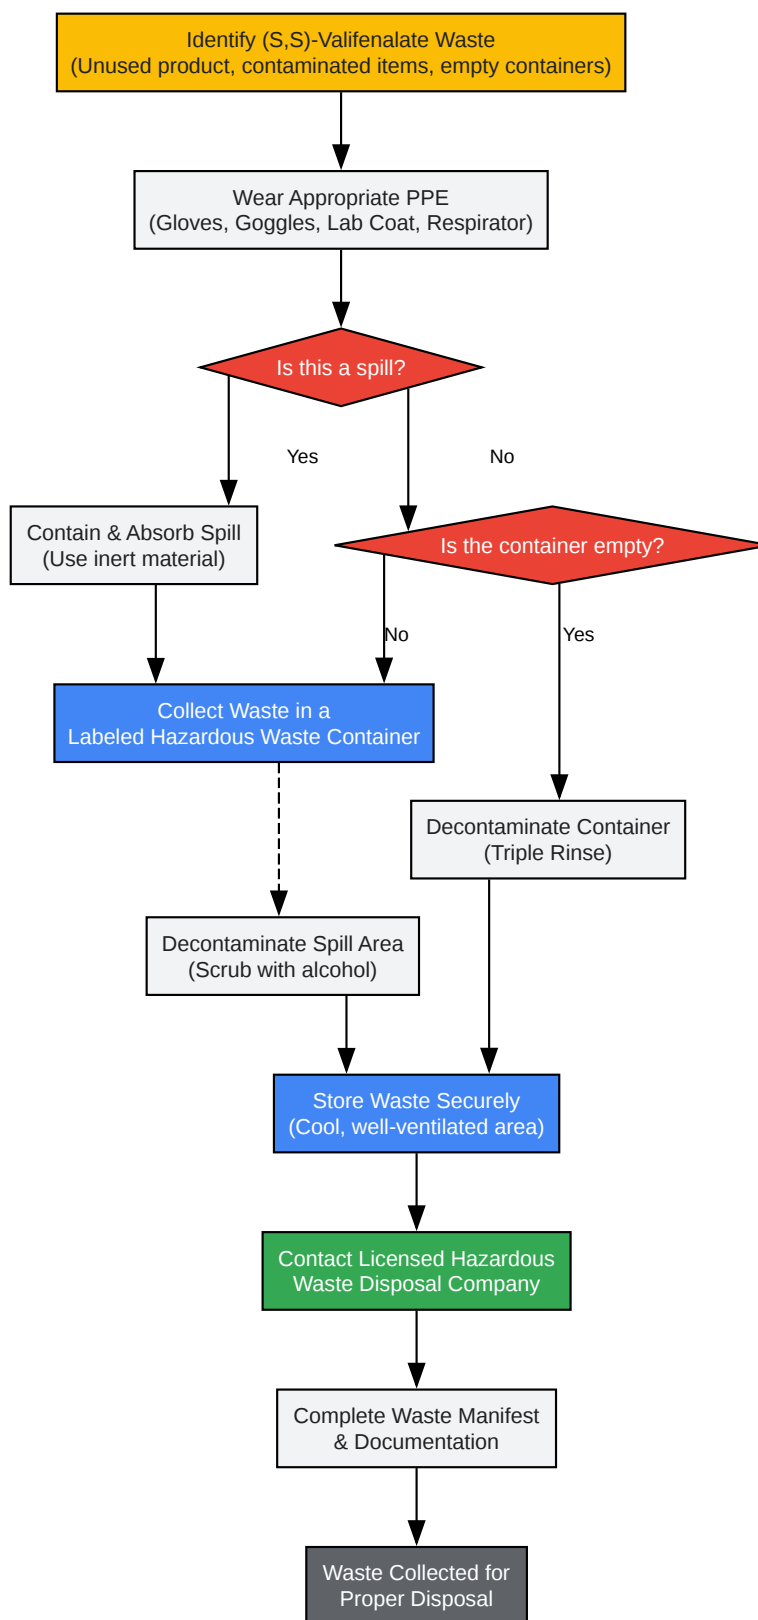 Identify (S,S)-Valifenalate Waste
(Unused product, contaminated items, empty containers)
Wear Appropriate PPE
(Gloves, Goggles, Lab Coat, Respirator)
Is this a spill?
Yes
No
Contain & Absorb Spill
(Use inert material)
Is the container empty?
No
Yes
Collect Waste in a
Labeled Hazardous Waste Container
Decontaminate Container
(Triple Rinse)
Decontaminate Spill Area
(Scrub with alcohol)
Store Waste Securely
(Cool, well-ventilated area)
Contact Licensed Hazardous
Waste Disposal Company
Complete Waste Manifest
& Documentation
Waste Collected for
Proper Disposal